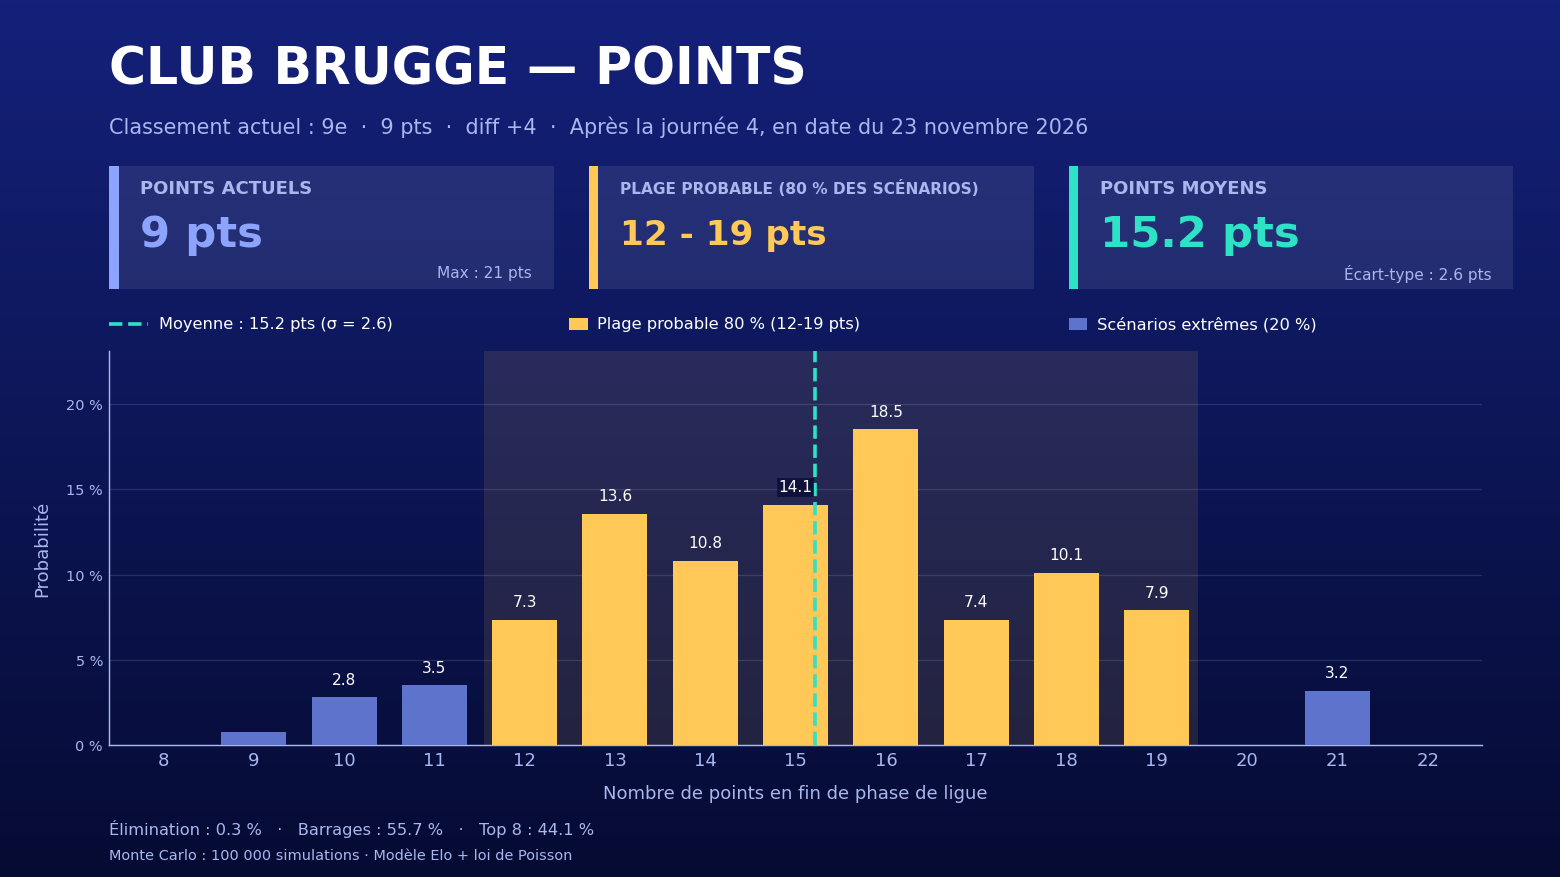 CLUB BRUGGE — POINTS
Classement actuel : 9e · 9 pts · diff +4 · Après la journée 4, en date du 23 novembre 2026
POINTS ACTUELS
9 pts
Max : 21 pts
PLAGE PROBABLE (80 % DES SCÉNARIOS)
12 - 19 pts
POINTS MOYENS
15.2 pts
Écart-type : 2.6 pts
Moyenne : 15.2 pts (σ = 2.6)
Plage probable 80 % (12-19 pts)
Scénarios extrêmes (20 %)
Probabilité
20 %
15 %
10 %
5 %
0 %
2.8
3.5
7.3
13.6
10.8
14.1
18.5
7.4
10.1
7.9
3.2
8 9 10 11 12 13 14 15 16 17 18 19 20 21 22
Nombre de points en fin de phase de ligue
Élimination : 0.3 % · Barrages : 55.7 % · Top 8 : 44.1 %
Monte Carlo : 100 000 simulations · Modèle Elo + loi de Poisson